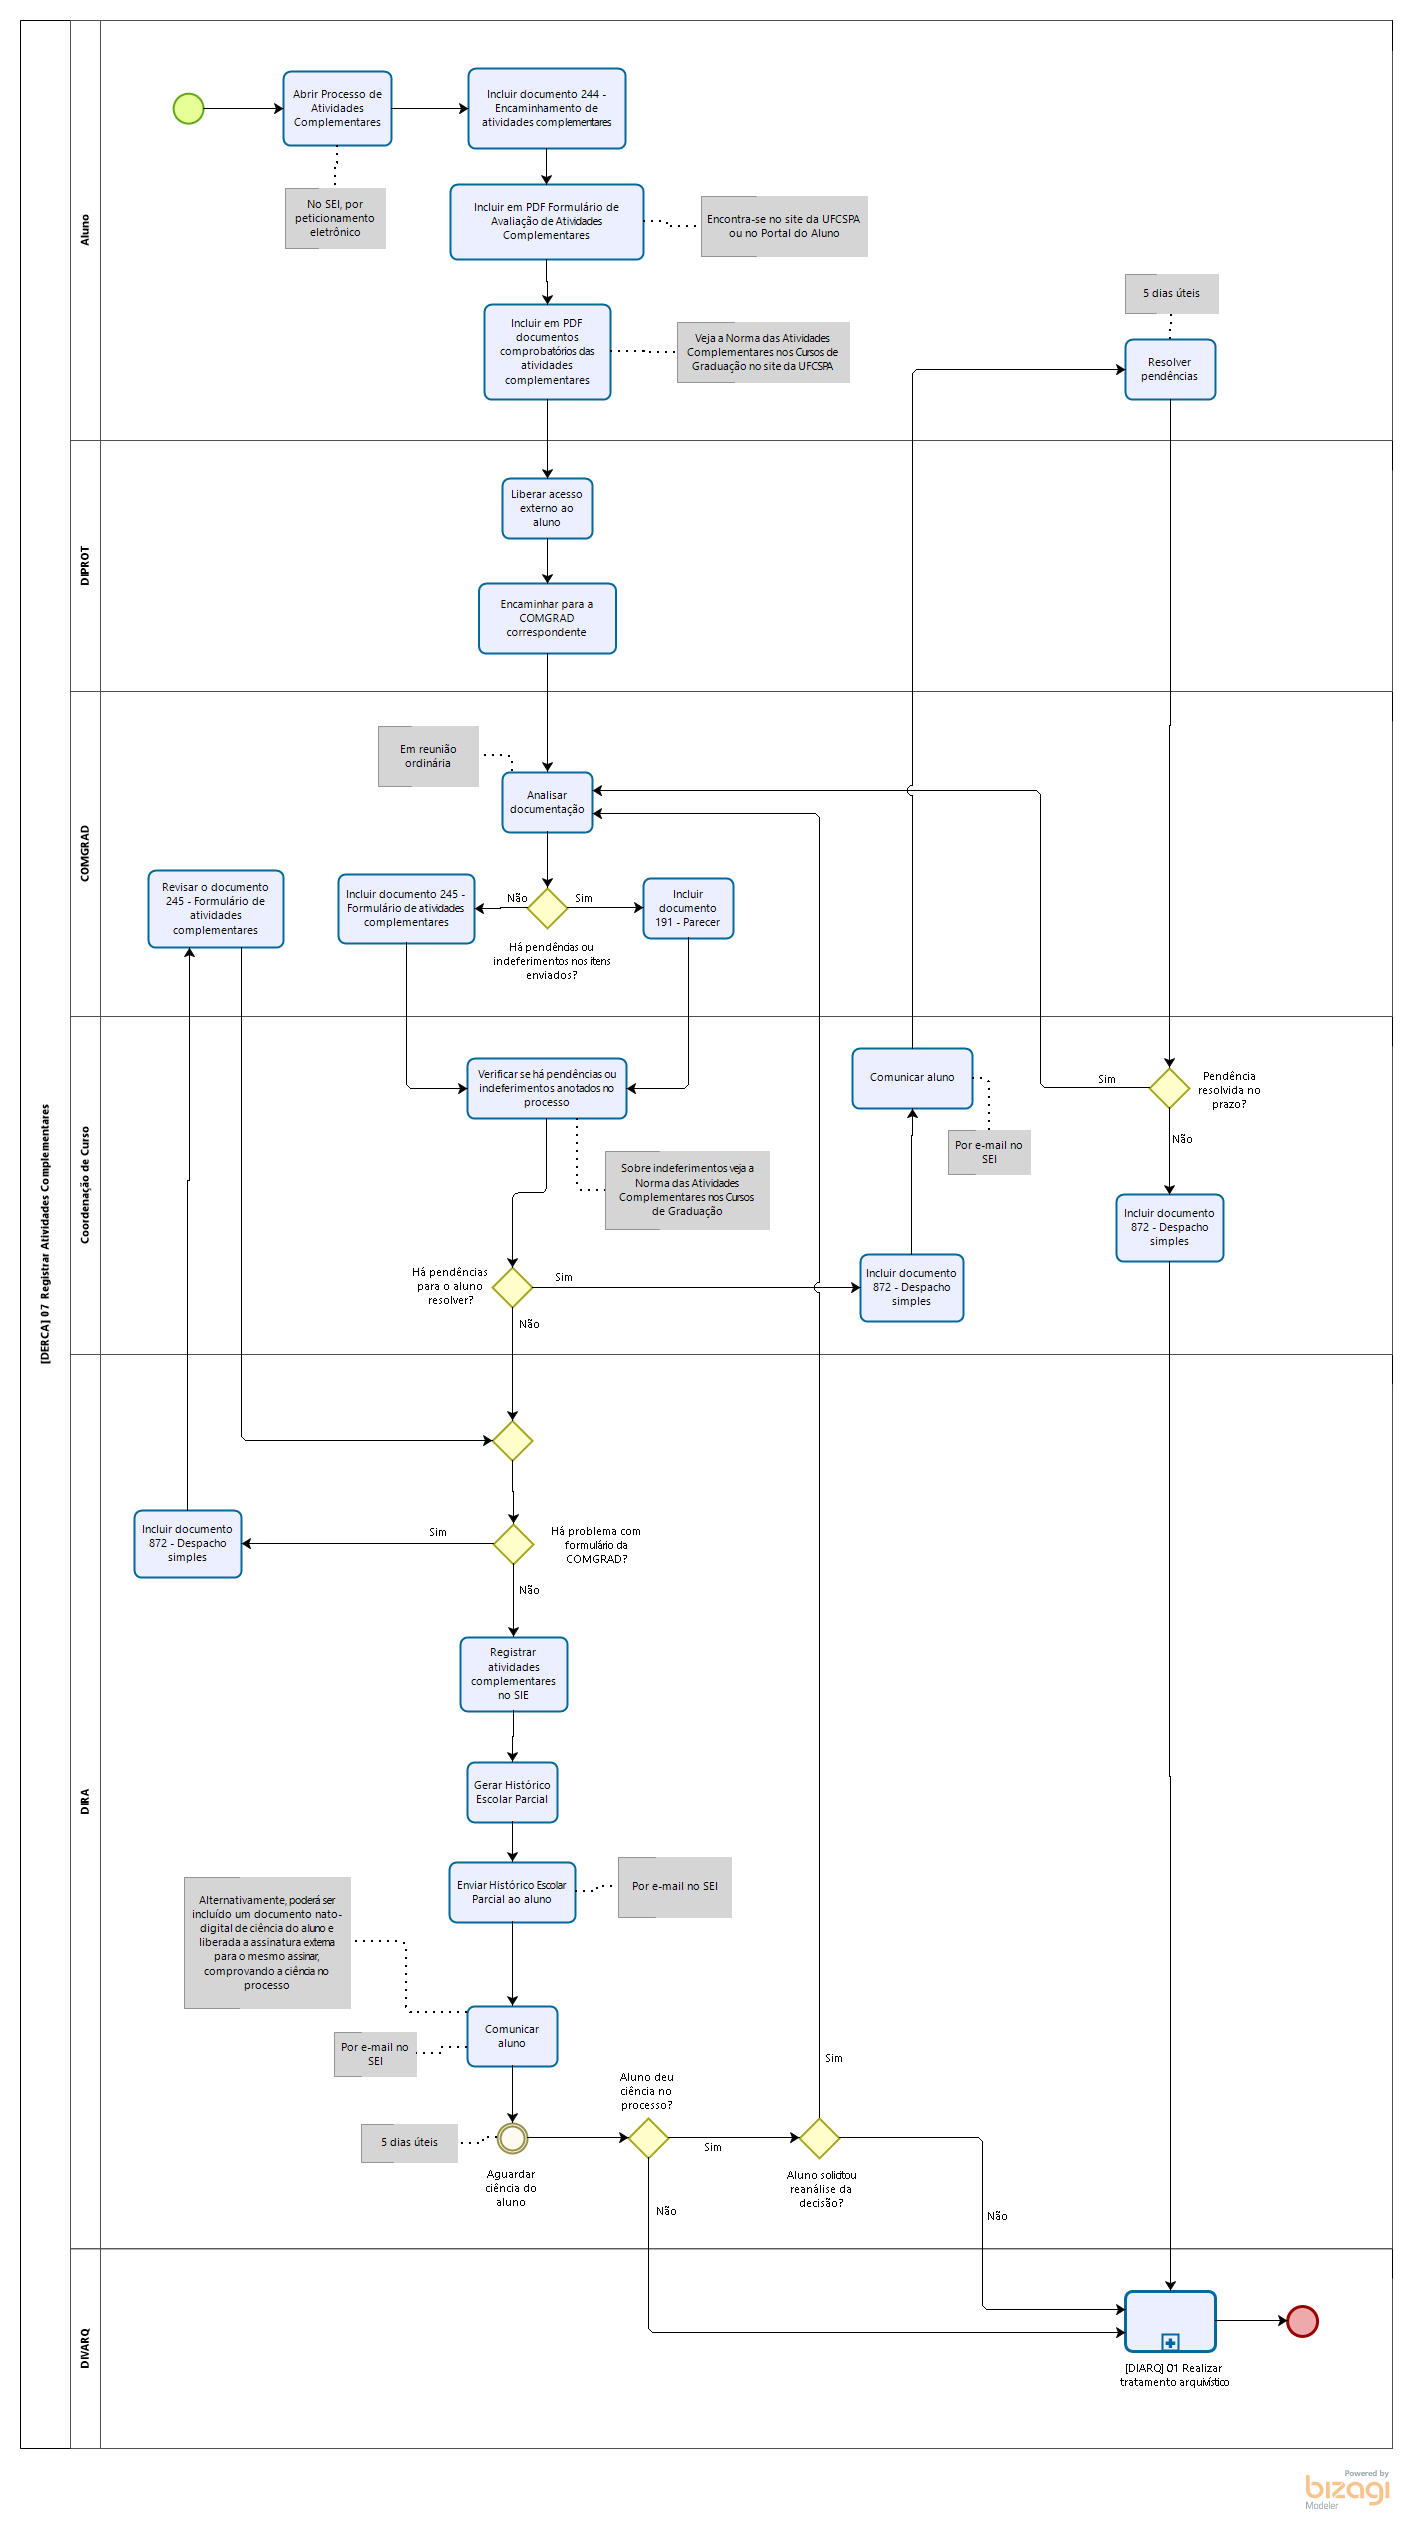 [DERCA] 07 Registrar Atividades Complementares
Aluno
Abrir Processo de
Atividades
Complementares
Incluir documento 244 -
Encaminhamento de
atividades complementares
No SEI, por
peticionamento
eletrônico
Incluir em PDF Formulário de
Avaliação de Atividades
Complementares
Encontra-se no site da UFCSPA
ou no Portal do Aluno
Incluir em PDF
documentos
comprobatórios das
atividades
complementares
Veja a Norma das Atividades
Complementares nos Cursos de
Graduação no site da UFCSPA
5 dias úteis
Resolver
pendências
DIPROT
Liberar acesso
externo ao
aluno
Encaminhar para a
COMGRAD
correspondente
COMGRAD
Em reunião
ordinária
Analisar
documentação
Revisar o documento
245 - Formulário de
atividades
complementares
Incluir documento 245 -
Formulário de atividades
complementares
Não
Sim
Há pendências ou
indeferimentos nos itens
enviados?
Incluir
documento
191 - Parecer
Coordenação de Curso
Verificar se há pendências ou
indeferimentos anotados no
processo
Sobre indeferimentos veja a
Norma das Atividades
Complementares nos Cursos
de Graduação
Comunicar aluno
Por e-mail no
SEI
Sim
Pendência
resolvida no
prazo?
Não
Incluir documento
872 - Despacho
simples
Há pendências
para o aluno
resolver?
Sim
Não
Incluir documento
872 - Despacho
simples
DIRA
Incluir documento
872 - Despacho
simples
Sim
Há problema com
formulário da
COMGRAD?
Não
Registrar
atividades
complementares
no SIE
Gerar Histórico
Escolar Parcial
Enviar Histórico Escolar
Parcial ao aluno
Por e-mail no SEI
Alternativamente, poderá ser
incluído um documento nato-
digital de ciência do aluno e
liberada a assinatura externa
para o mesmo assinar,
comprovando a ciência no
processo
Comunicar
aluno
Por e-mail no
SEI
5 dias úteis
Aguardar
ciência do
aluno
Aluno deu
ciência no
processo?
Sim
Não
Sim
Aluno solicitou
reanálise da
decisão?
Não
DIVARQ
[DIARQ] 01 Realizar
tratamento arquivístico
Powered by
bizagi
Modeler